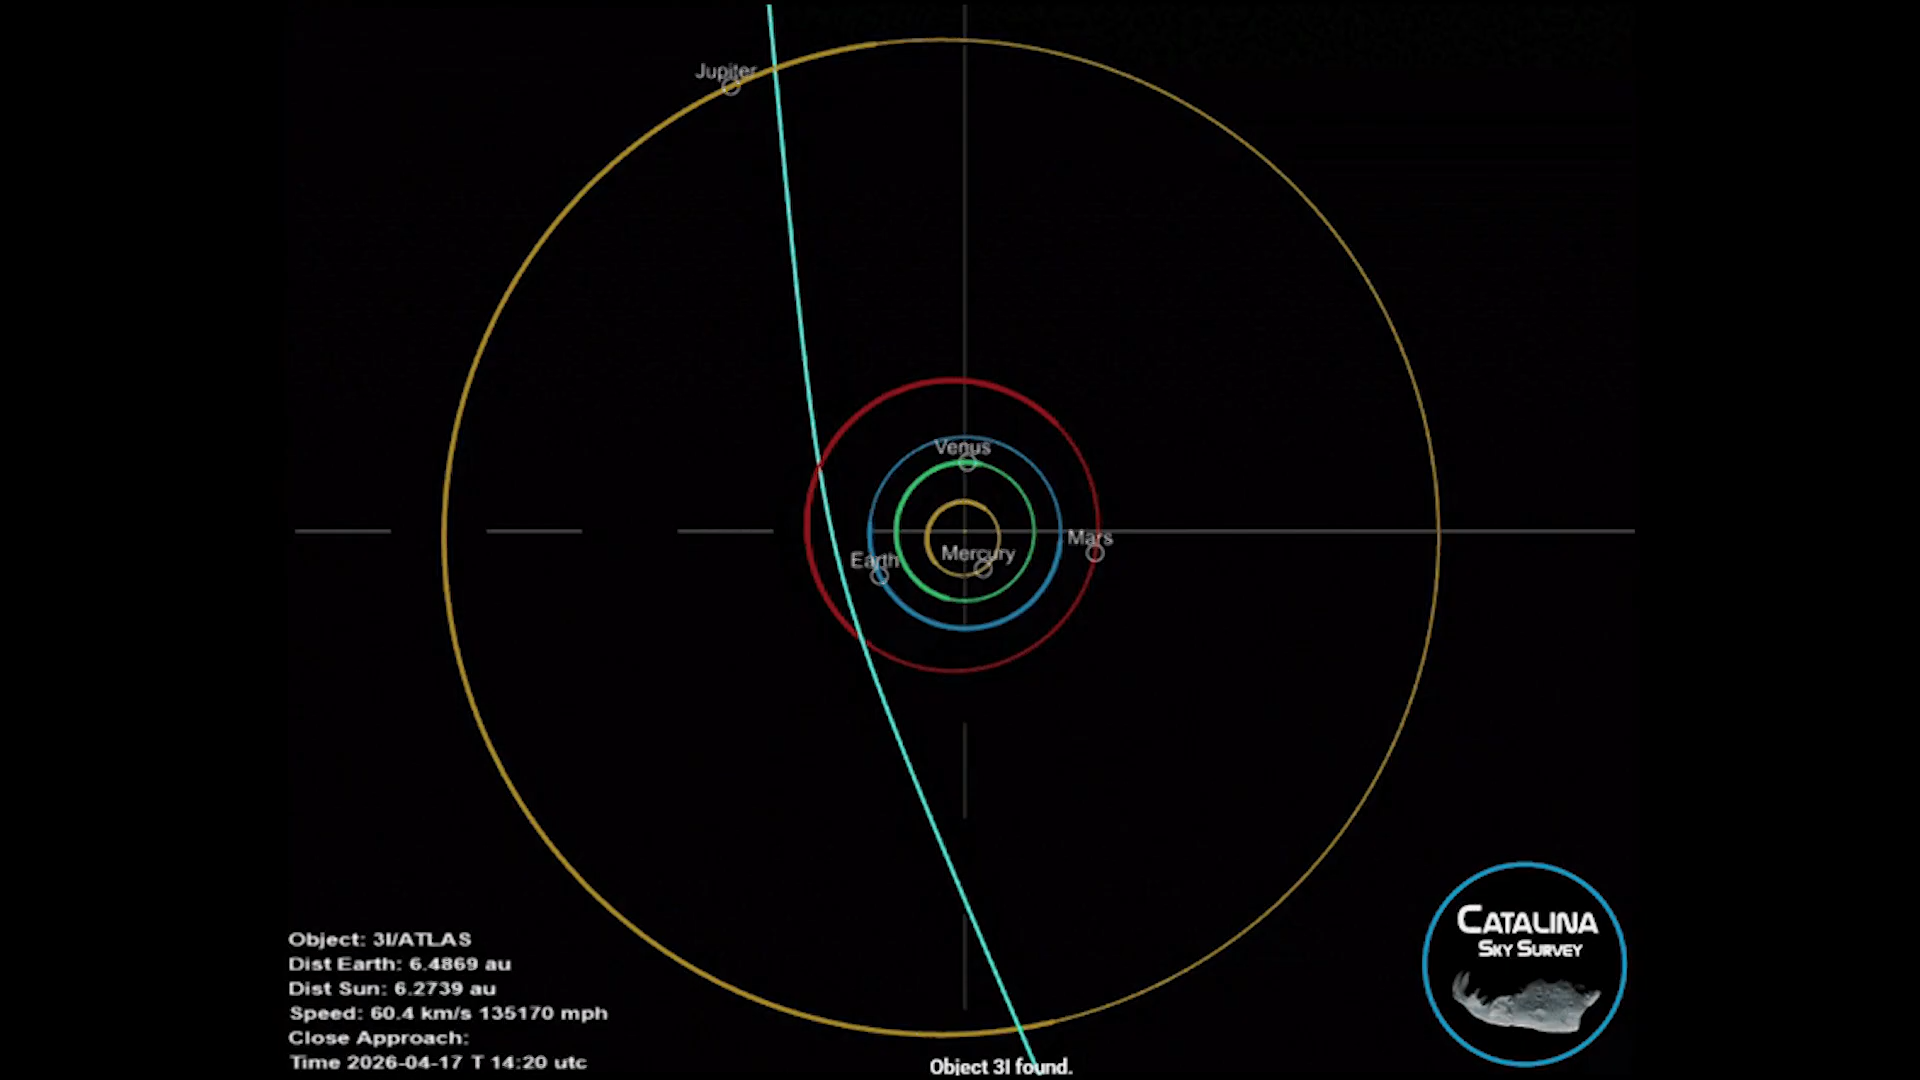 Jupiter
Venus
Earth
Mercury
Mars
CATALINA
SKY SURVEY
Object: 3I/ATLAS
Dist Earth: 6.4869 au
Dist Sun: 6.2739 au
Speed: 60.4 km/s 135170 mph
Close Approach:
Time 2026-04-17 T 14:20 utc
Object 3I found.